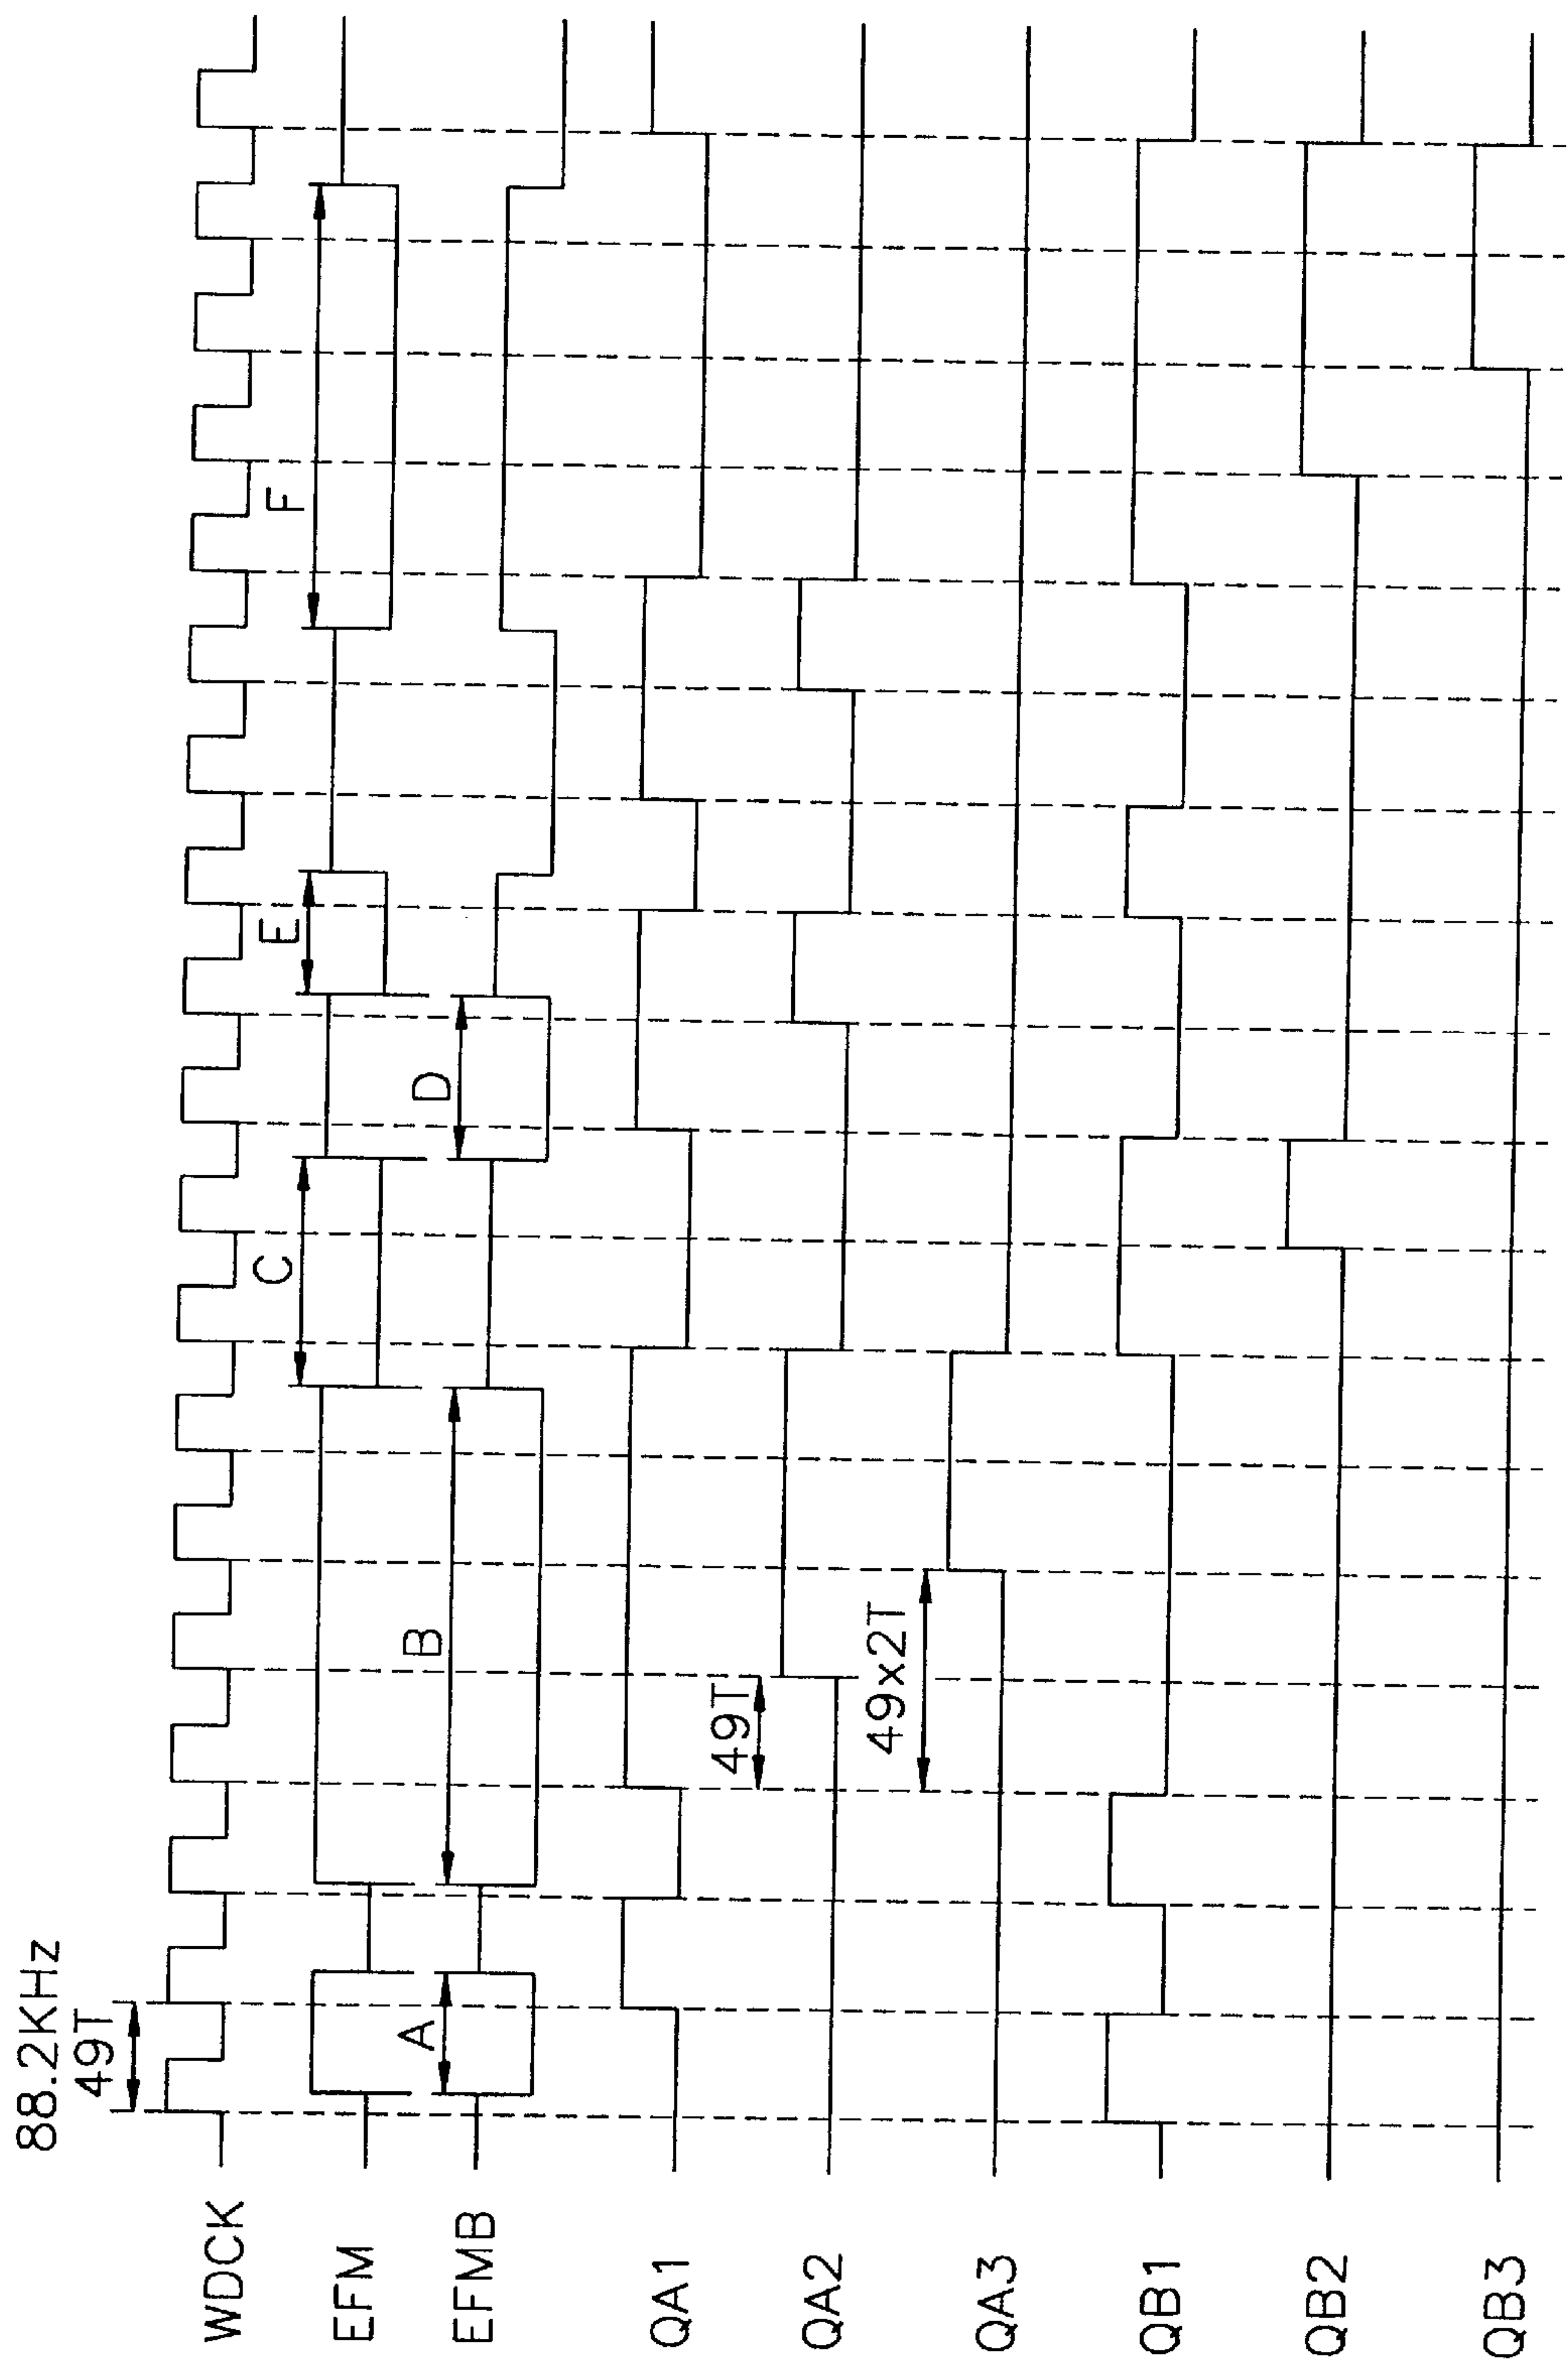 88.2KHz
49T
WDCK
EFM
EFMB
A
B
C
D
E
F
QA1
QA2
49T
QA3
49x2T
QB1
QB2
QB3